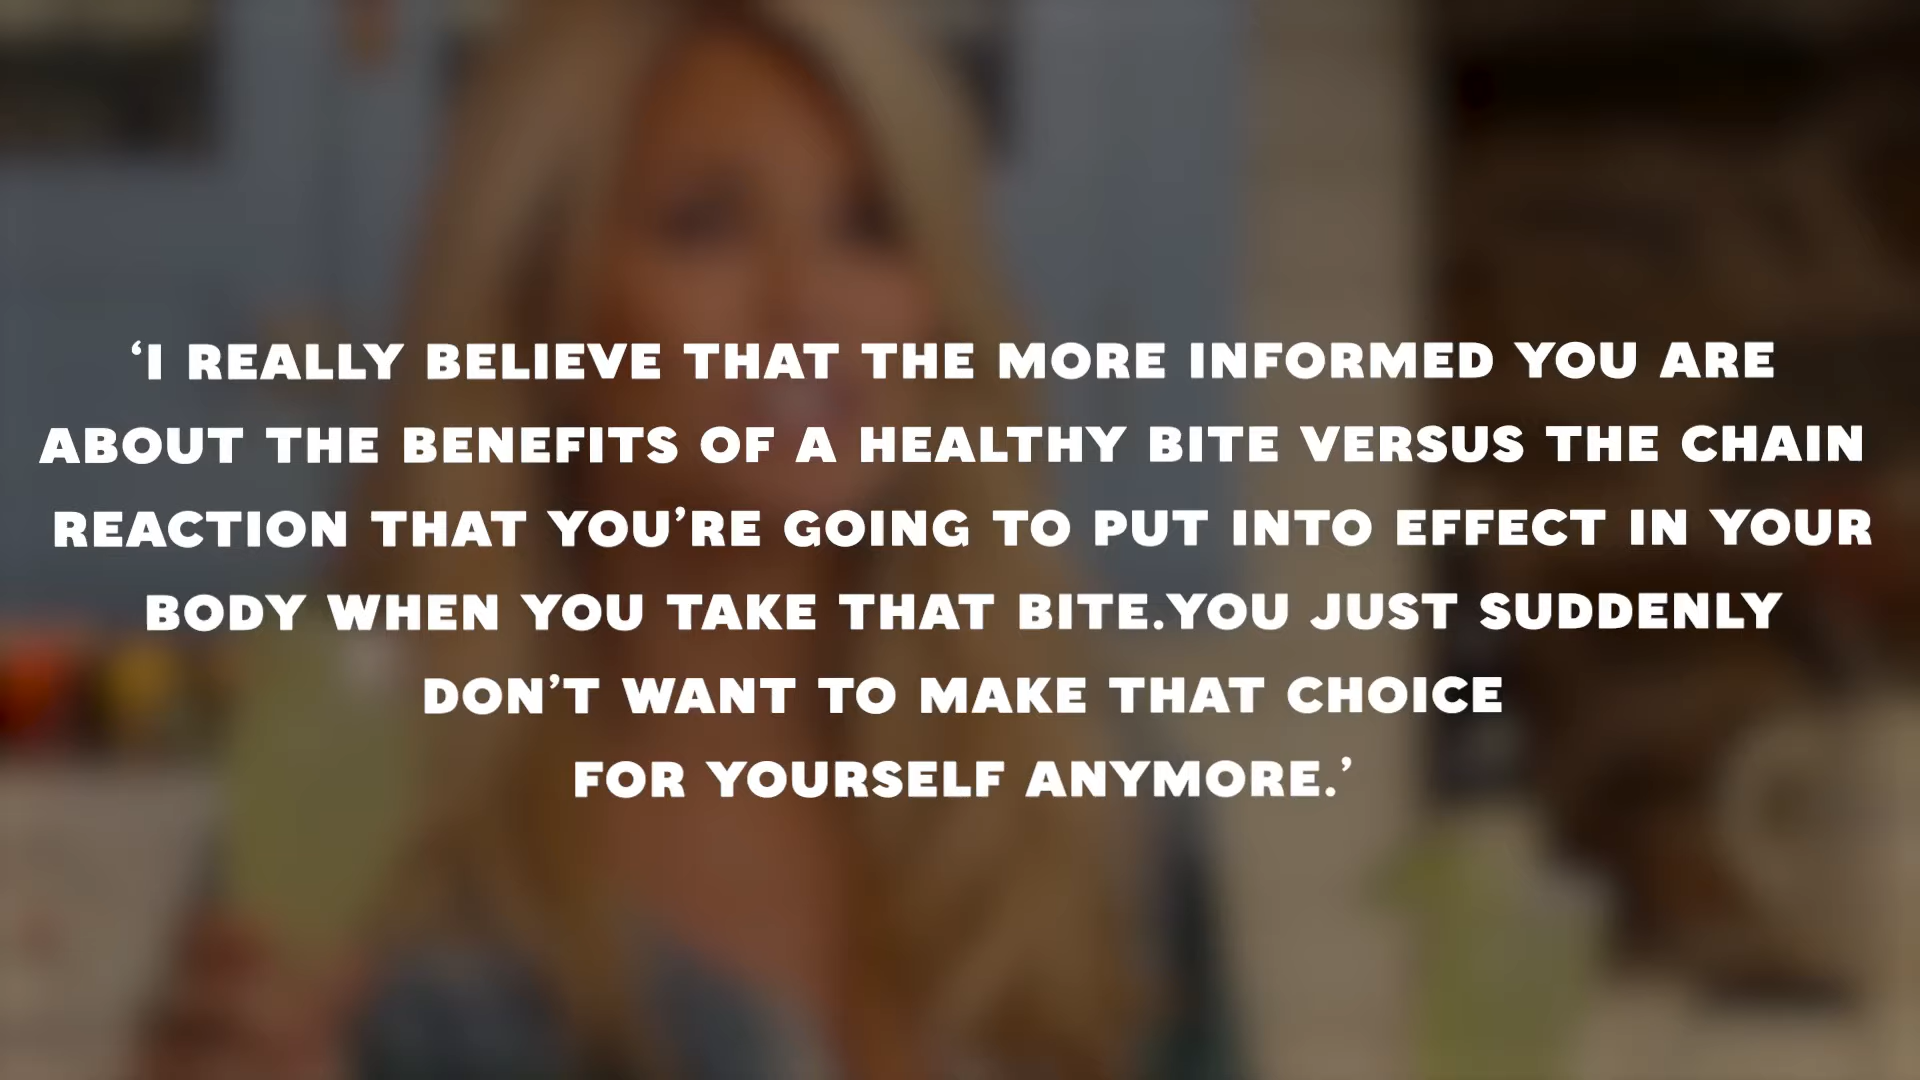 ‘I REALLY BELIEVE THAT THE MORE INFORMED YOU ARE
ABOUT THE BENEFITS OF A HEALTHY BITE VERSUS THE CHAIN
REACTION THAT YOU’RE GOING TO PUT INTO EFFECT IN YOUR
BODY WHEN YOU TAKE THAT BITE.YOU JUST SUDDENLY
DON’T WANT TO MAKE THAT CHOICE
FOR YOURSELF ANYMORE.’